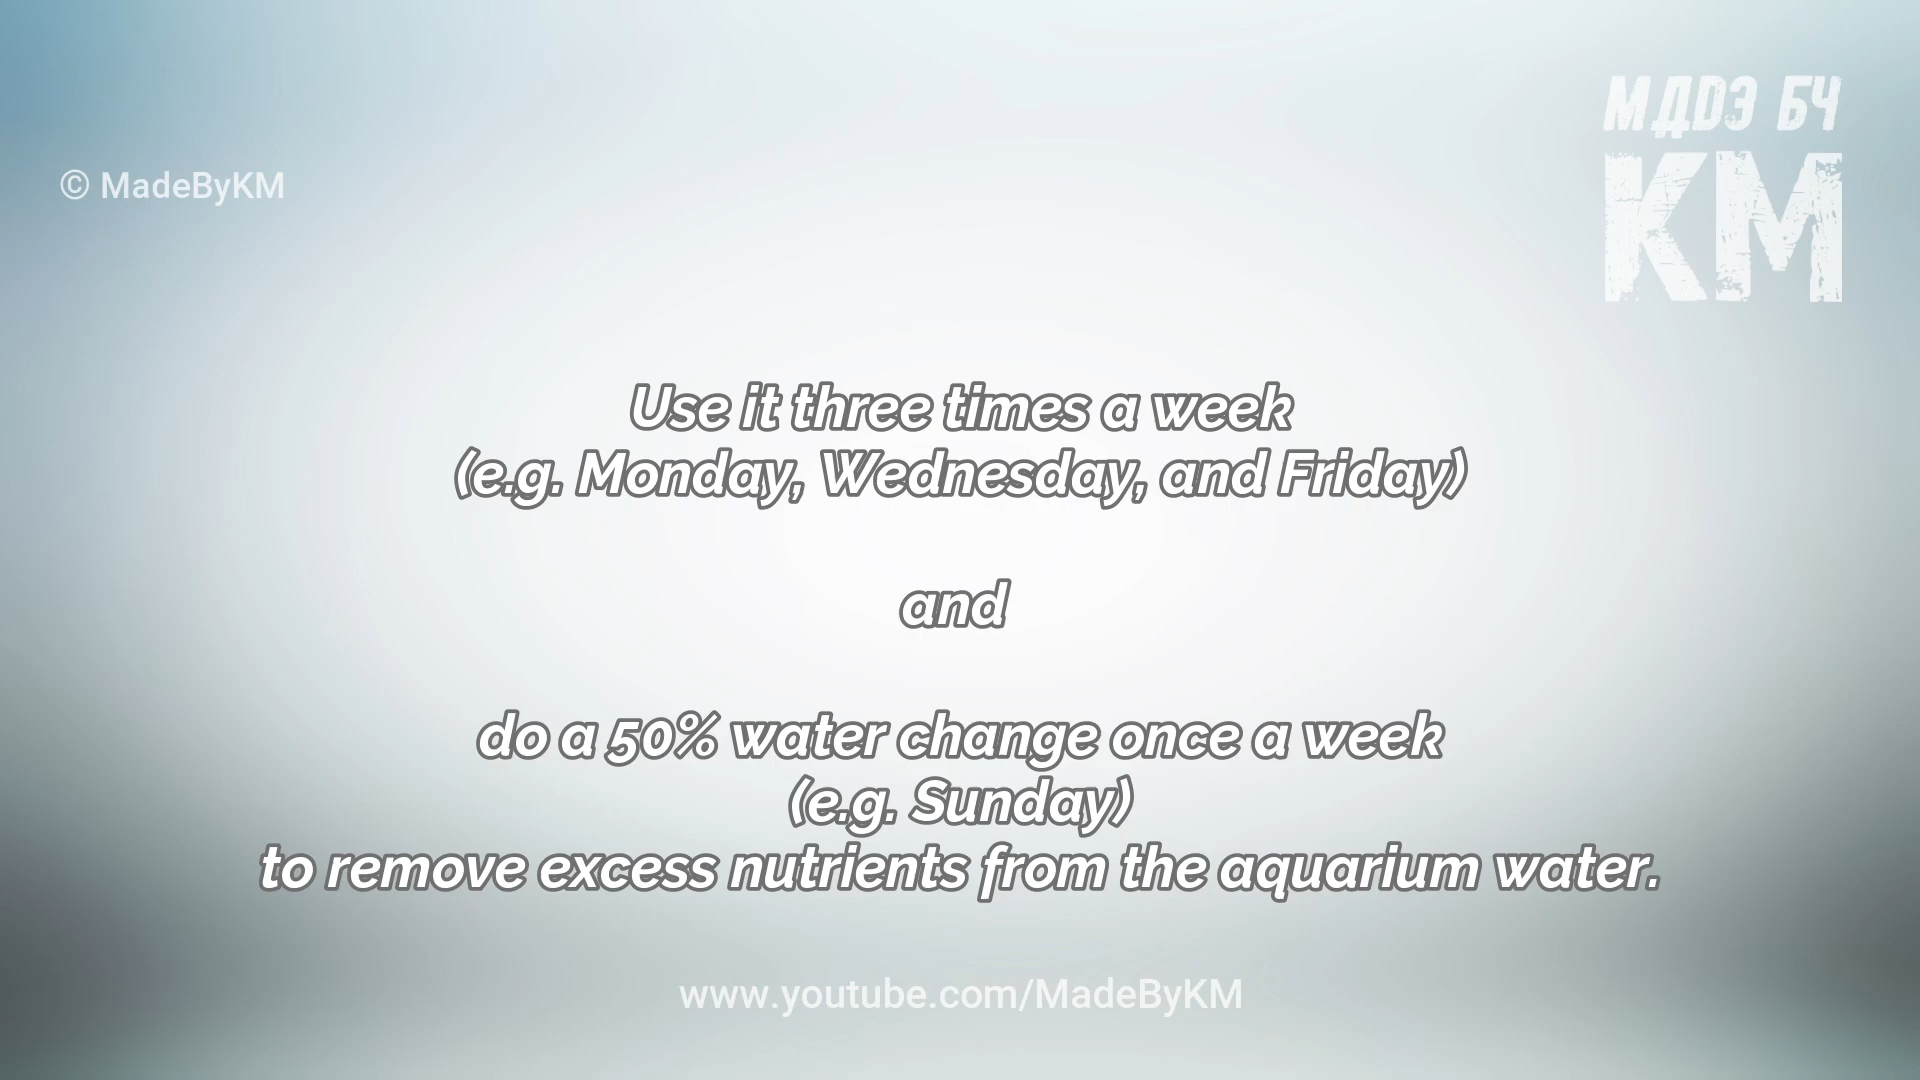 МДDЭ БЧ
KM
© MadeByKM
Use it three times a week
(e.g. Monday, Wednesday, and Friday)
and
do a 50% water change once a week
(e.g. Sunday)
to remove excess nutrients from the aquarium water.
www.youtube.com/MadeByKM